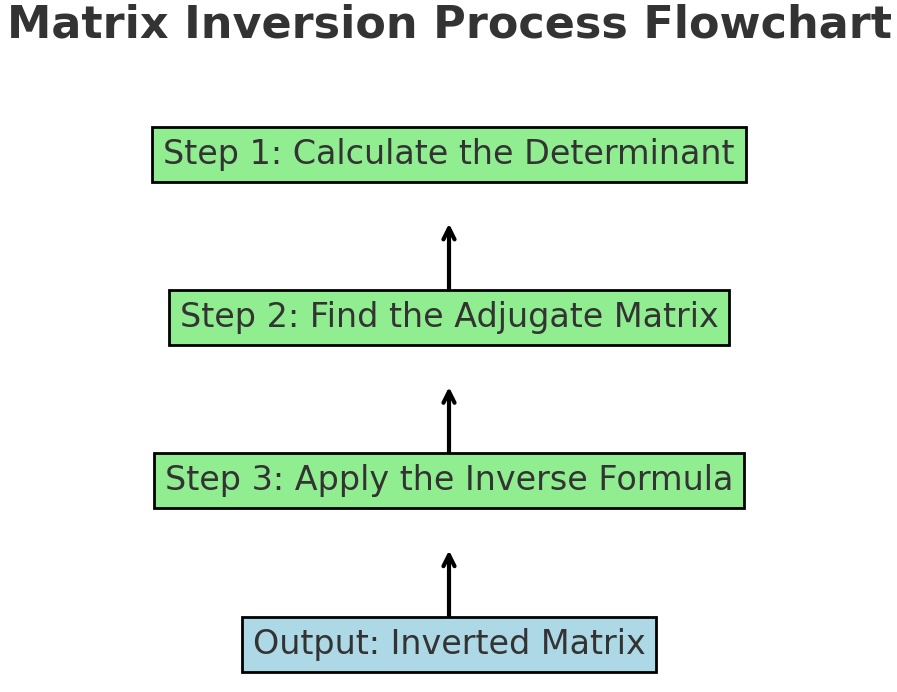 Matrix Inversion Process Flowchart
Step 1: Calculate the Determinant
Step 2: Find the Adjugate Matrix
Step 3: Apply the Inverse Formula
Output: Inverted Matrix